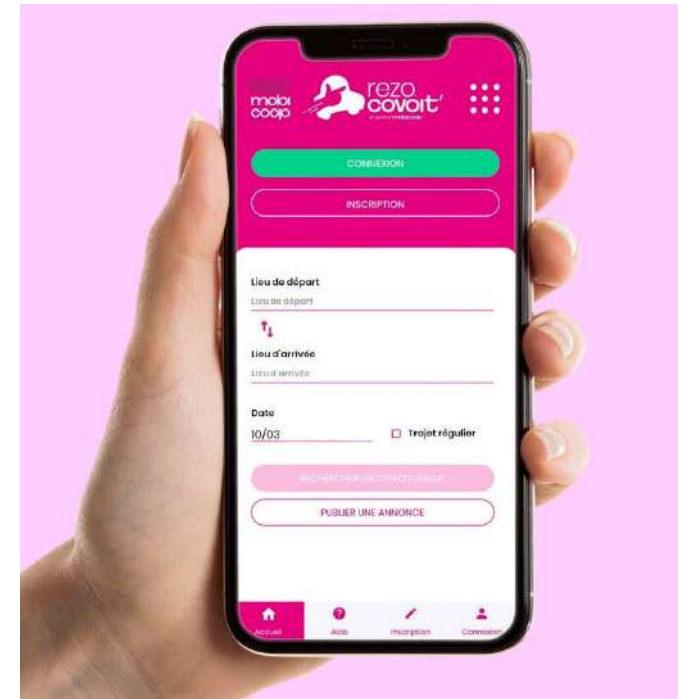 mobi
coop
rezo
covoit'
CONNEXION
INSCRIPTION
Lieu de départ
Lieu de départ
Lieu d'arrivée
Lieu d'arrivée
Date
10/03
Trajet régulier
RECHERCHER UN COVOITURAGE
PUBLIER UNE ANNONCE
Accueil
Aide
Inscription
Connexion